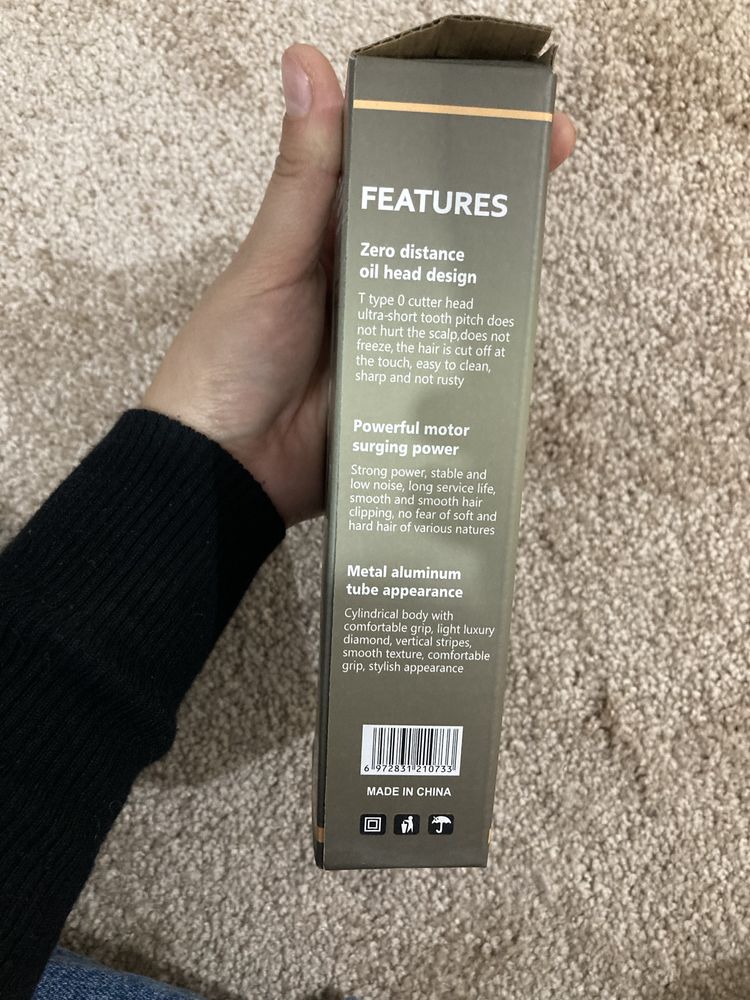 FEATURES
Zero distance
oil head design
T type 0 cutter head
ultra-short tooth pitch does
not hurt the scalp,does not
freeze, the hair is cut off at
the touch, easy to clean,
sharp and not rusty
Powerful motor
surging power
Strong power, stable and
low noise, long service life,
smooth and smooth hair
clipping, no fear of soft and
hard hair of various natures
Metal aluminum
tube appearance
Cylindrical body with
comfortable grip, light luxury
diamond, vertical stripes,
smooth texture, comfortable
grip, stylish appearance
6 972831 210733
MADE IN CHINA